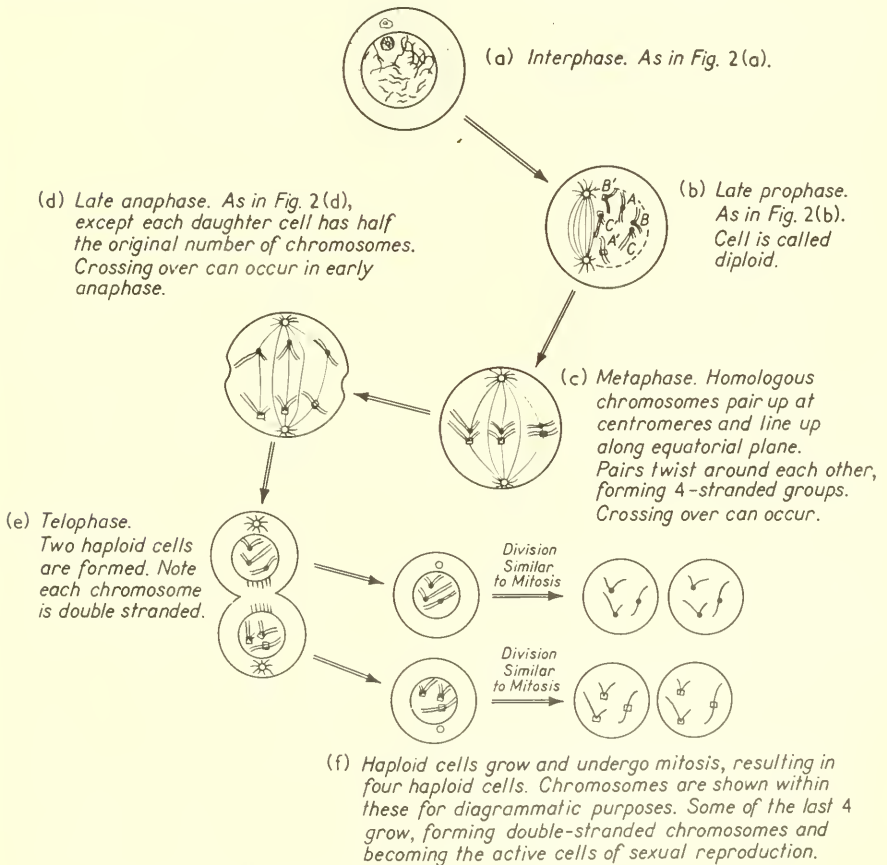 (a) Interphase. As in Fig. 2(a).
(b) Late prophase.
As in Fig. 2(b).
Cell is called
diploid.
B'
A
B
C'
A'
C
(c) Metaphase. Homologous
chromosomes pair up at
centromeres and line up
along equatorial plane.
Pairs twist around each other,
forming 4-stranded groups.
Crossing over can occur.
(d) Late anaphase. As in Fig. 2(d),
except each daughter cell has half
the original number of chromosomes.
Crossing over can occur in early
anaphase.
(e) Telophase.
Two haploid cells
are formed. Note
each chromosome
is double stranded.
Division
Similar
to Mitosis
Division
Similar
to Mitosis
(f) Haploid cells grow and undergo mitosis, resulting in
four haploid cells. Chromosomes are shown within
these for diagrammatic purposes. Some of the last 4
grow, forming double-stranded chromosomes and
becoming the active cells of sexual reproduction.